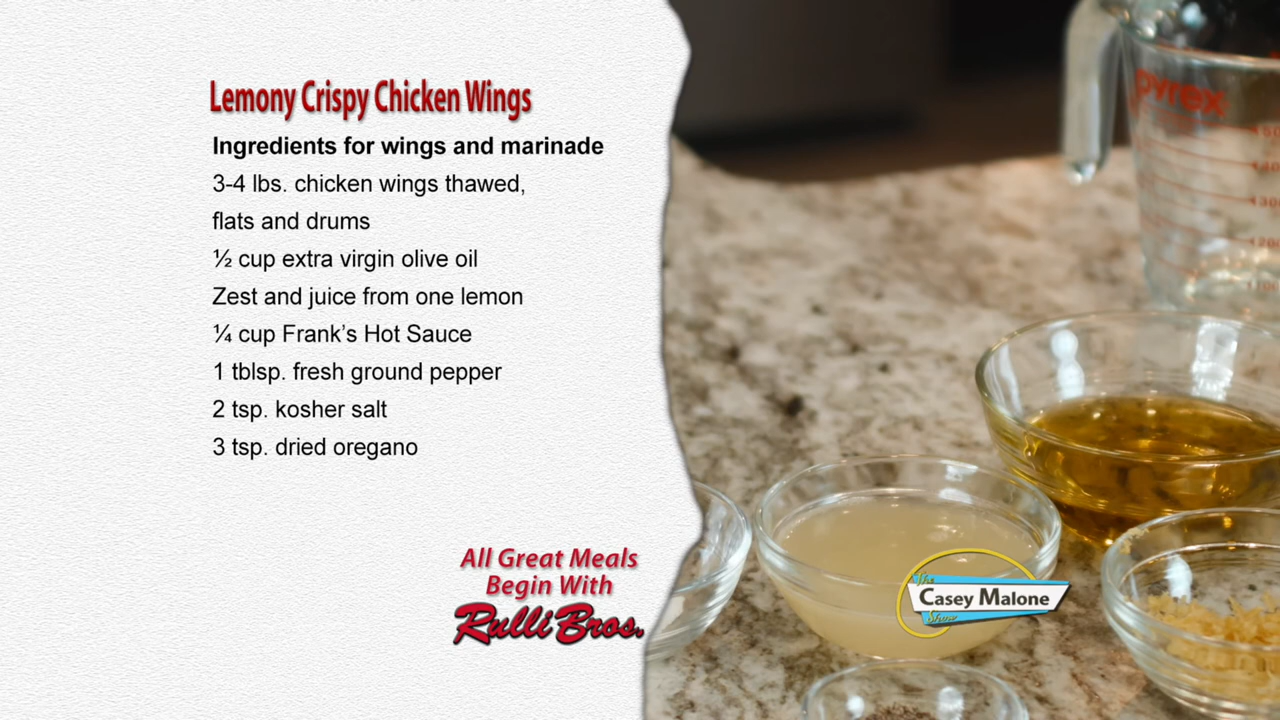 Lemony Crispy Chicken Wings
Ingredients for wings and marinade
3-4 lbs. chicken wings thawed,
flats and drums
½ cup extra virgin olive oil
Zest and juice from one lemon
¼ cup Frank’s Hot Sauce
1 tblsp. fresh ground pepper
2 tsp. kosher salt
3 tsp. dried oregano
All Great Meals
Begin With
Rulli Bros.
pyrex
The
Casey Malone
Show